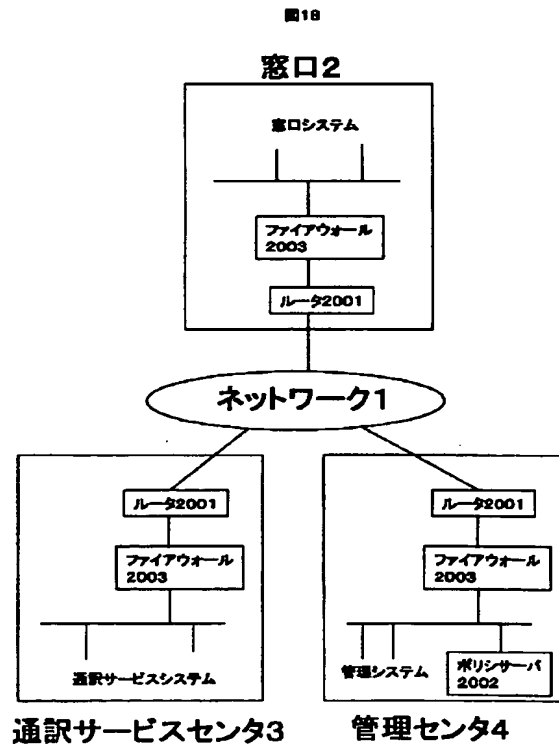 図18
窓口2
窓口システム
ファイアウォール
2003
ルータ2001
ネットワーク1
ルータ2001
ファイアウォール
2003
通訳サービスシステム
通訳サービスセンタ3
ルータ2001
ファイアウォール
2003
管理システム
ポリシサーバ
2002
管理センタ4